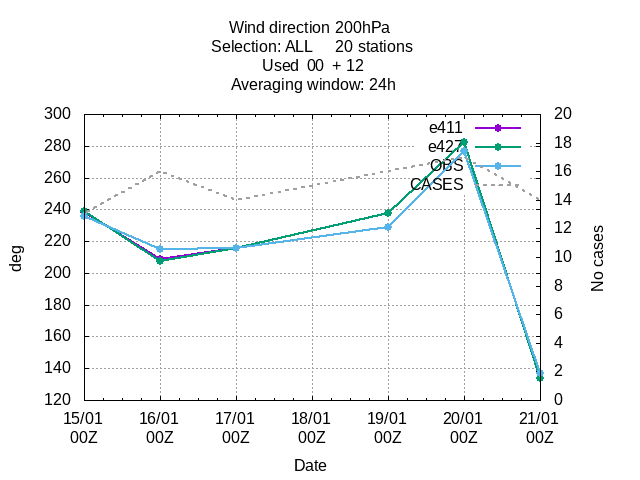 Wind direction 200hPa
Selection: ALL     20 stations
Used  00  + 12
Averaging window: 24h
300
280
260
240
220
200
180
160
140
120
deg
20
18
16
14
12
10
8
6
4
2
0
No cases
e411
e427
OBS
CASES
15/01 16/01 17/01 18/01 19/01 20/01 21/01
00Z 00Z 00Z 00Z 00Z 00Z 00Z
Date